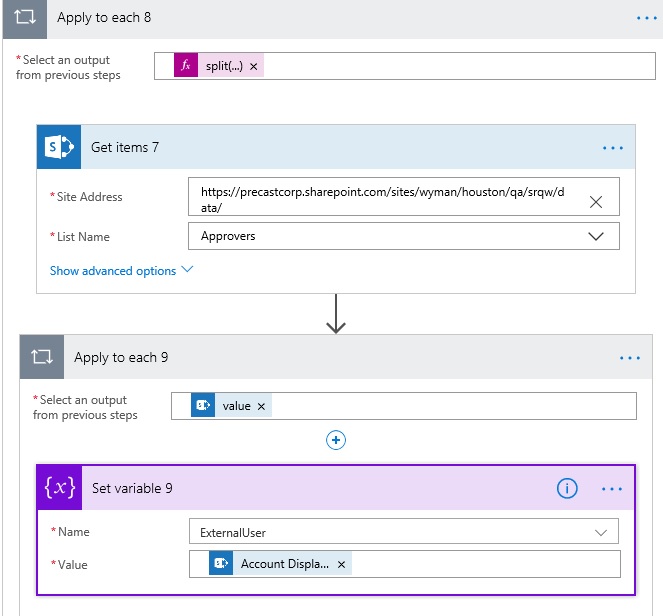 Apply to each 8
*Select an output
from previous steps
fx split(...) ×
S
Get items 7
*Site Address
https://precastcorp.sharepoint.com/sites/wyman/houston/qa/srqw/d
ata/
*List Name
Approvers
Show advanced options
Apply to each 9
*Select an output
from previous steps
value ×
{x} Set variable 9
*Name
ExternalUser
*Value
Account Displa... ×